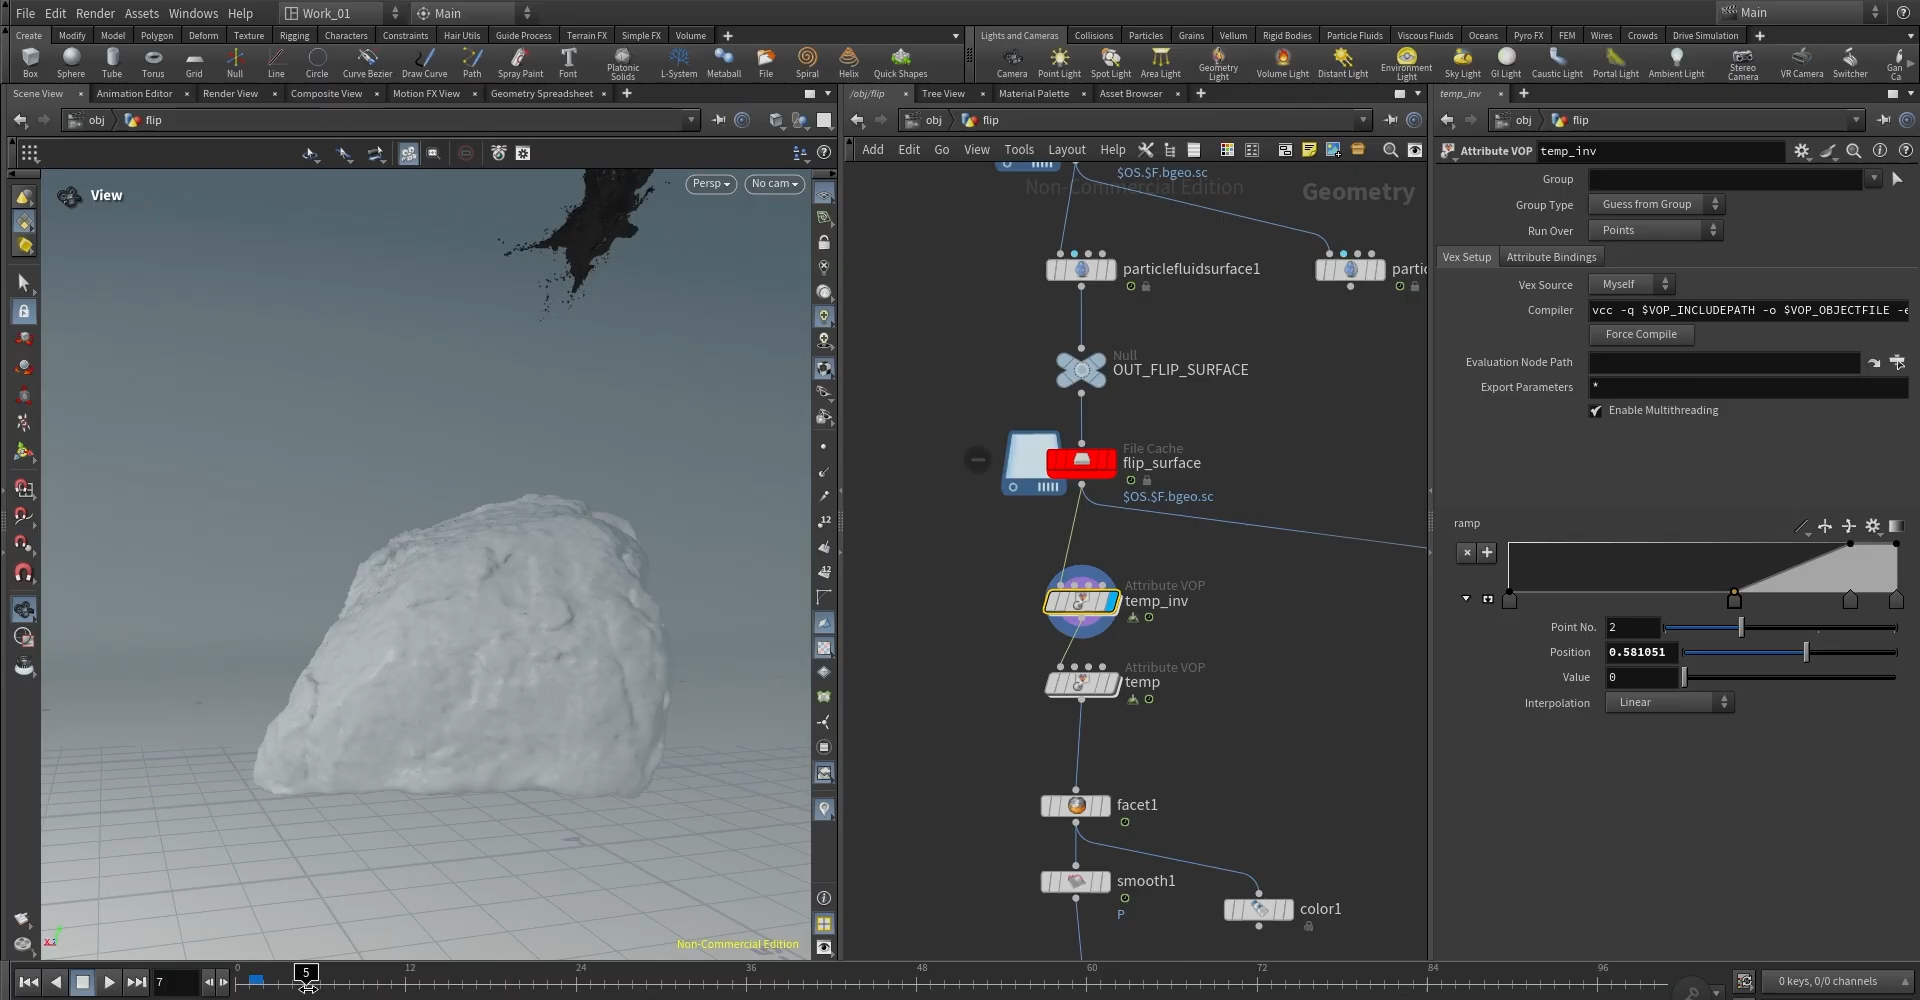 File Edit Render Assets Windows Help Work_01 Main Main
Create Modify Model Polygon Deform Texture Rigging Characters Constraints Hair Utils Guide Process Terrain FX Simple FX Volume
Lights and Cameras Collisions Particles Grains Vellum Rigid Bodies Particle Fluids Viscous Fluids Oceans Pyro FX FEM Wires Crowds Drive Simulation
Box Sphere Tube Torus Grid Null Line Circle Curve Bezier Draw Curve Path Spray Paint Font Platonic Solids L-System Metaball File Spiral Helix Quick Shapes
Camera Point Light Spot Light Area Light Geometry Light Volume Light Distant Light Environment Light Sky Light GI Light Caustic Light Portal Light Ambient Light Stereo Camera VR Camera Switcher Gan Ca
Scene View Animation Editor Render View Composite View Motion FX View Geometry Spreadsheet
/obj/flip Tree View Material Palette Asset Browser
temp_inv
obj flip
obj flip
obj flip
Add Edit Go View Tools Layout Help
Attribute VOP temp_inv
View
Persp No cam
$OS.$F.bgeo.sc
Non-Commercial Edition
Geometry
particlefluidsurface1
partic
Null
OUT_FLIP_SURFACE
File Cache
flip_surface
$OS.$F.bgeo.sc
Attribute VOP
temp_inv
Attribute VOP
temp
facet1
smooth1
P
color1
Group
Group Type Guess from Group
Run Over Points
Vex Setup Attribute Bindings
Vex Source Myself
Compiler vcc -q $VOP_INCLUDEPATH -o $VOP_OBJECTFILE -e
Force Compile
Evaluation Node Path
Export Parameters *
Enable Multithreading
ramp
Point No. 2
Position 0.581051
Value 0
Interpolation Linear
12
12
Non-Commercial Edition
7
0 5 12 24 36 48 60 72 84 96
0 keys, 0/0 channels